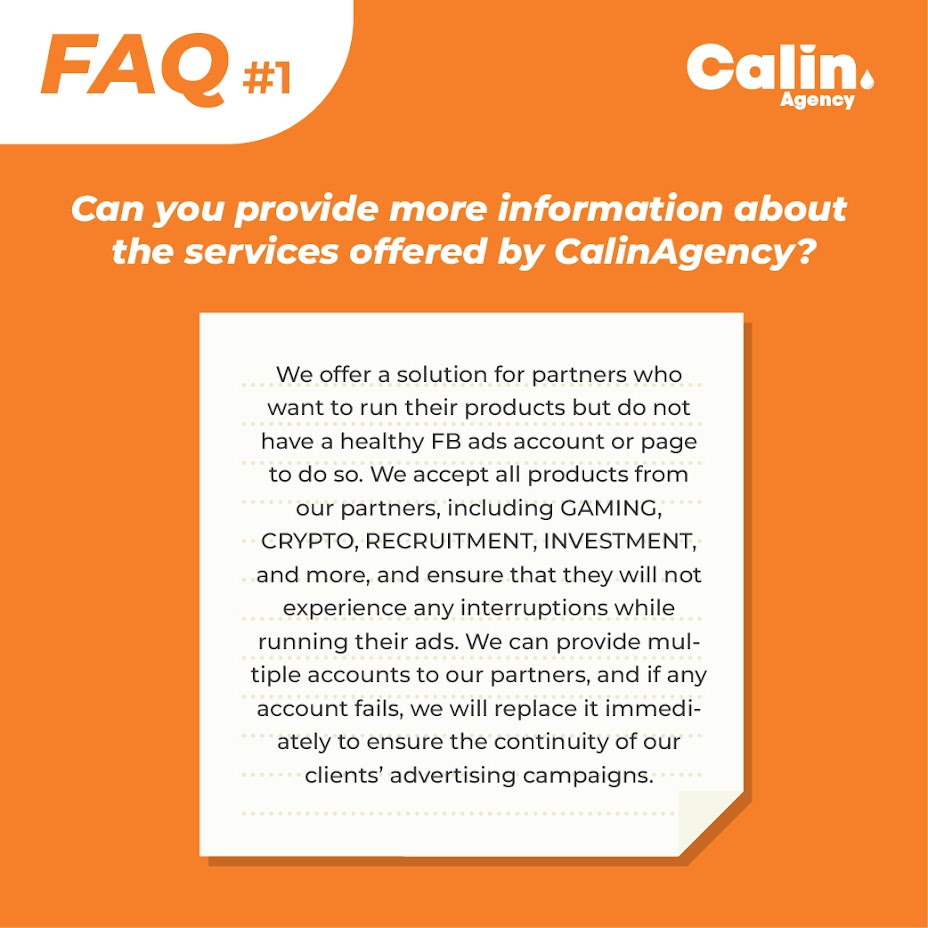 FAQ #1
Calin
Agency
Can you provide more information about
the services offered by CalinAgency?
We offer a solution for partners who
want to run their products but do not
have a healthy FB ads account or page
to do so. We accept all products from
our partners, including GAMING,
CRYPTO, RECRUITMENT, INVESTMENT,
and more, and ensure that they will not
experience any interruptions while
running their ads. We can provide mul-
tiple accounts to our partners, and if any
account fails, we will replace it immedi-
ately to ensure the continuity of our
clients’ advertising campaigns.